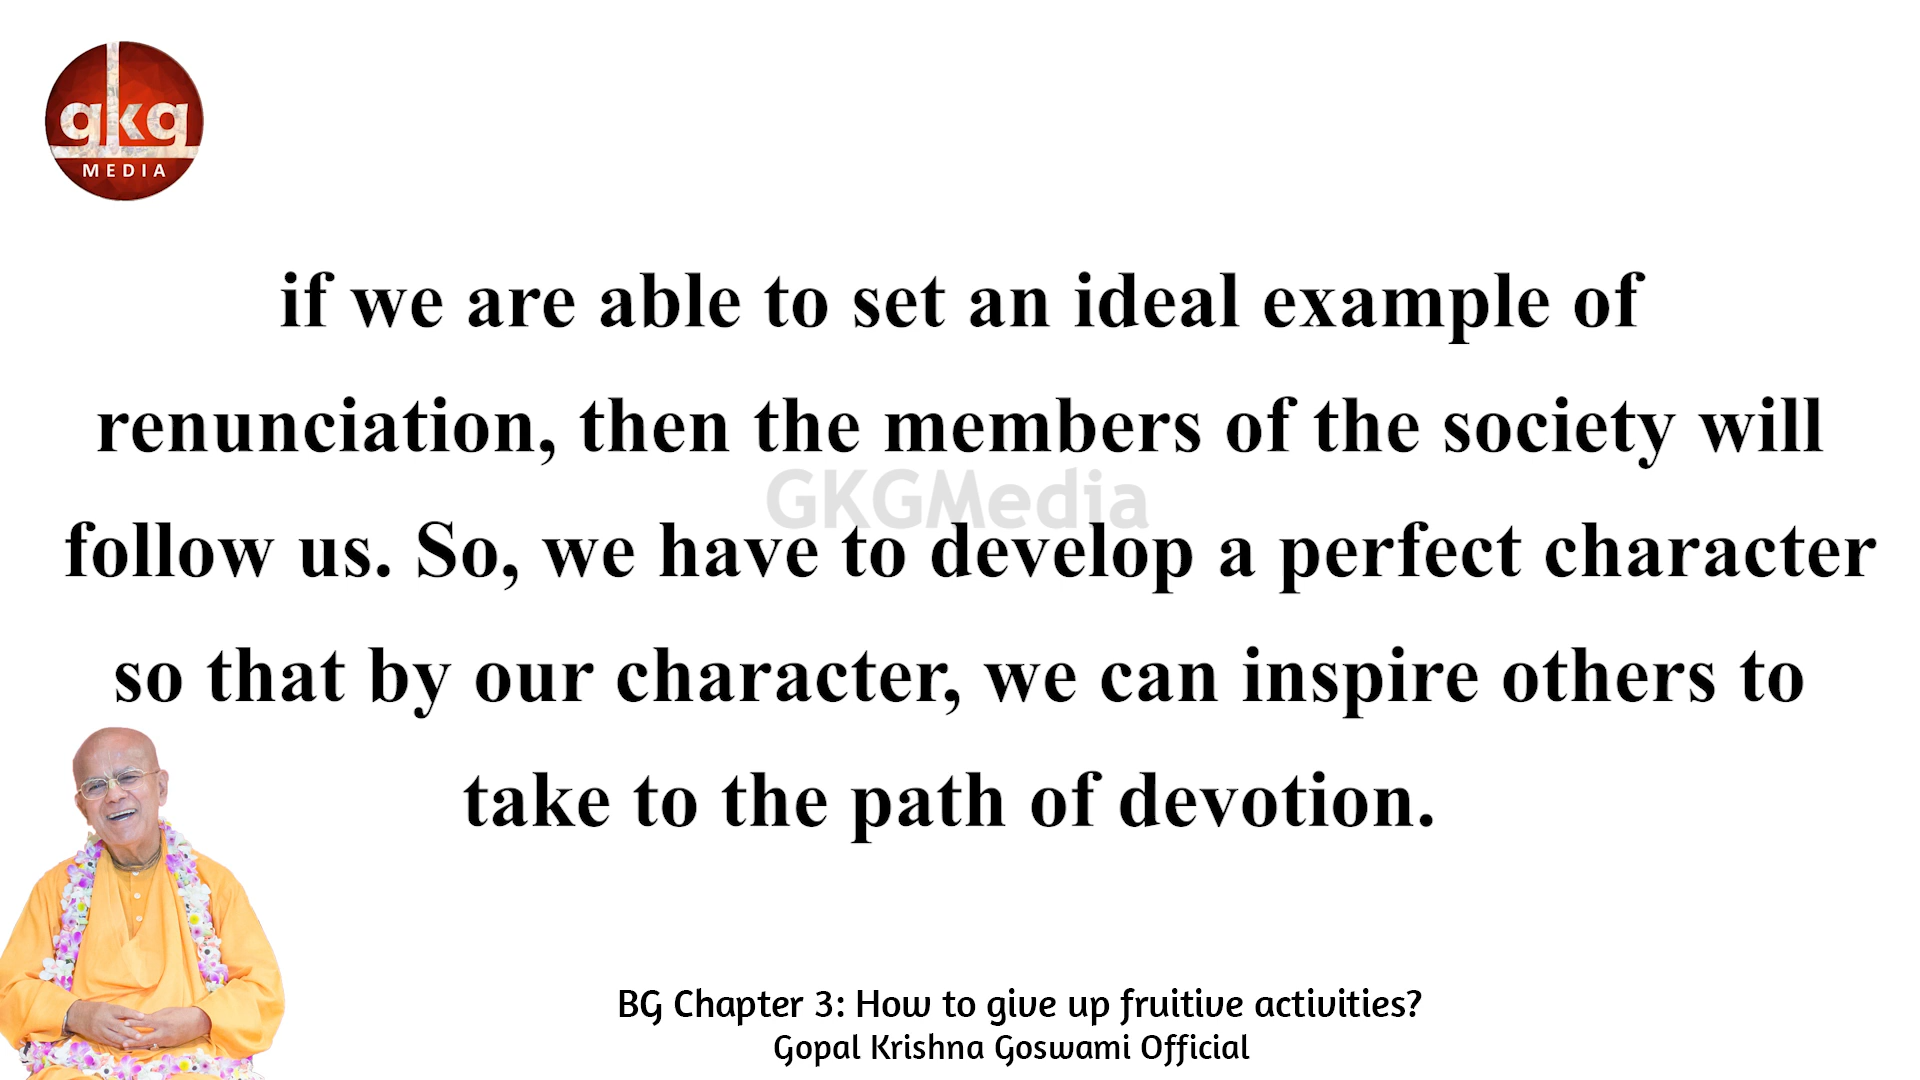 gkg
MEDIA
if we are able to set an ideal example of
renunciation, then the members of the society will
GKGMedia
follow us. So, we have to develop a perfect character
so that by our character, we can inspire others to
take to the path of devotion.
BG Chapter 3: How to give up fruitive activities?
Gopal Krishna Goswami Official